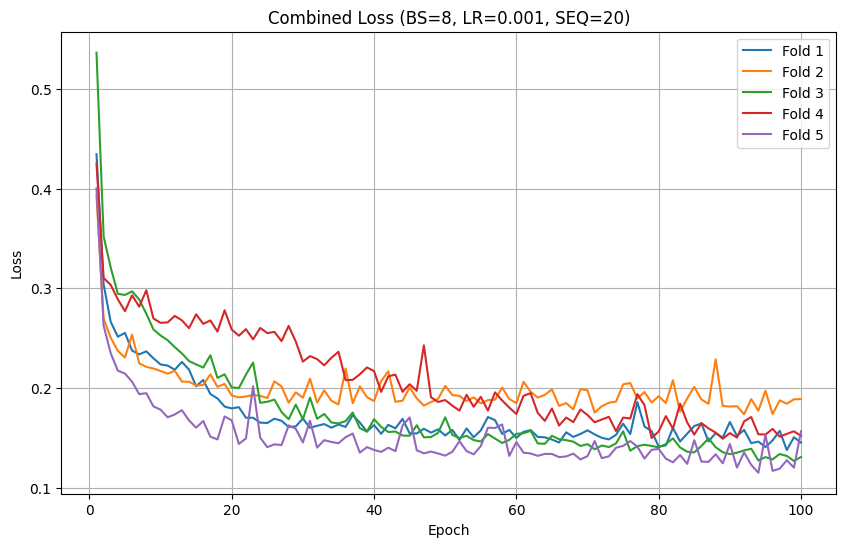 Combined Loss (BS=8, LR=0.001, SEQ=20)
Fold 1
Fold 2
Fold 3
Fold 4
Fold 5
Loss
0.5
0.4
0.3
0.2
0.1
0 20 40 60 80 100
Epoch